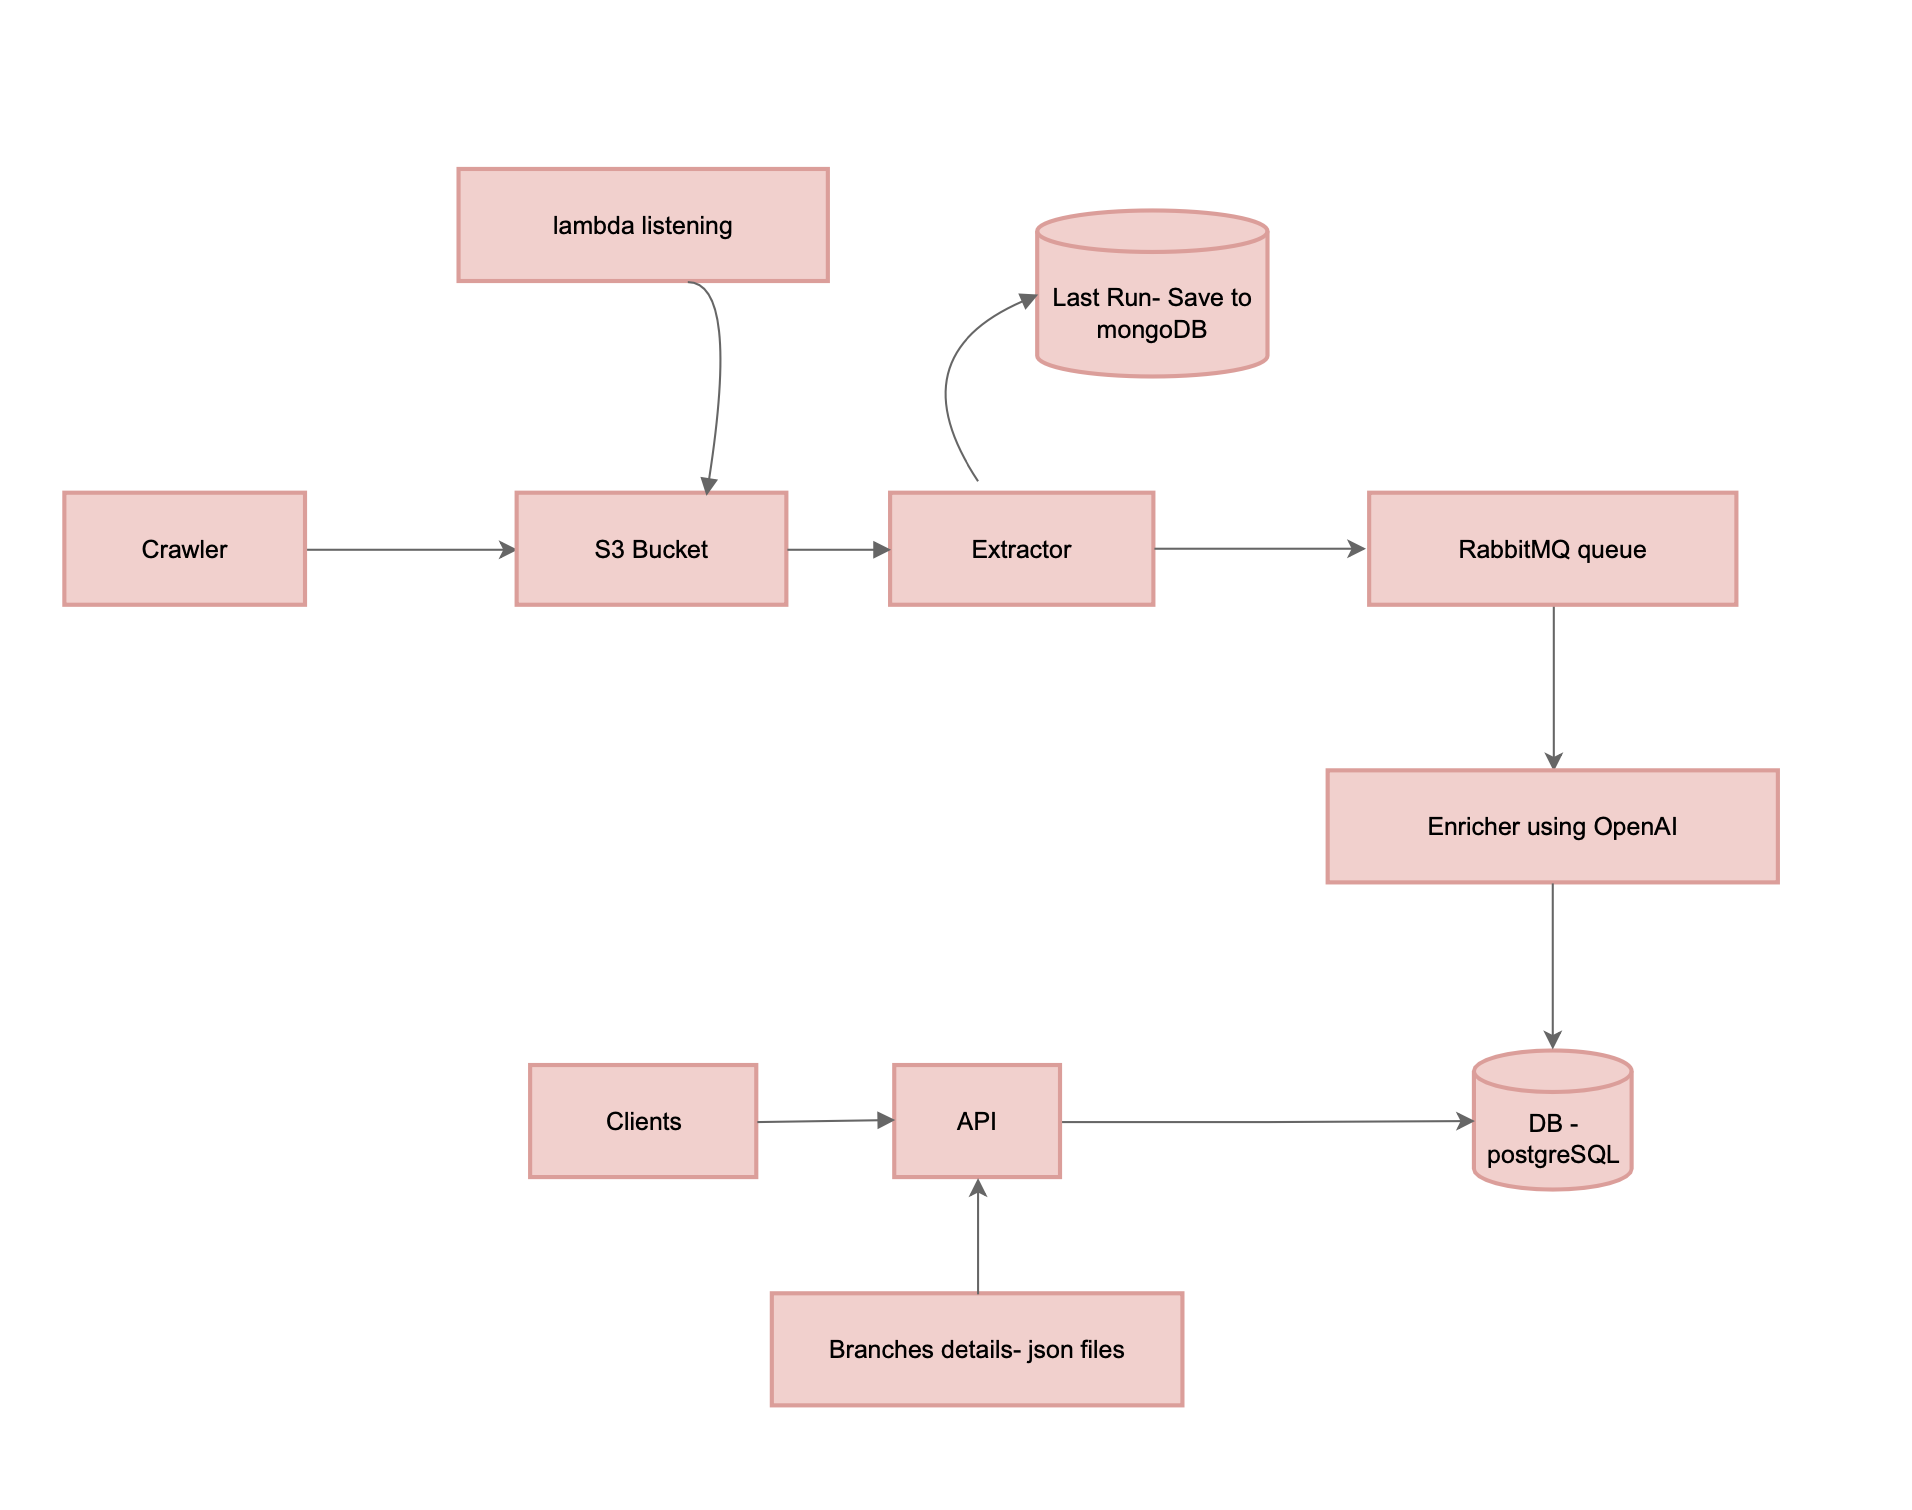 lambda listening
Last Run- Save to
mongoDB
Crawler
S3 Bucket
Extractor
RabbitMQ queue
Enricher using OpenAI
Clients
API
DB -
postgreSQL
Branches details- json files